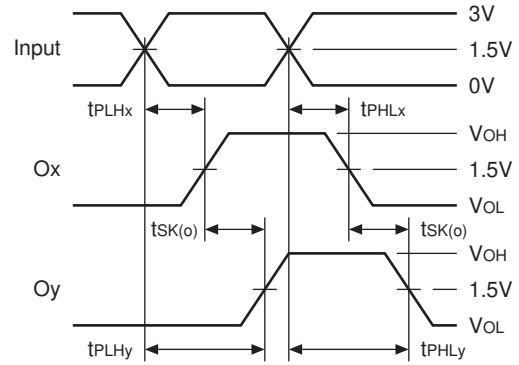 3V
Input 1.5V
0V
tPLHx tPHLx
VOH
Ox 1.5V
VOL
tSK(o) tSK(o)
VOH
Oy 1.5V
VOL
tPLHy tPHLy